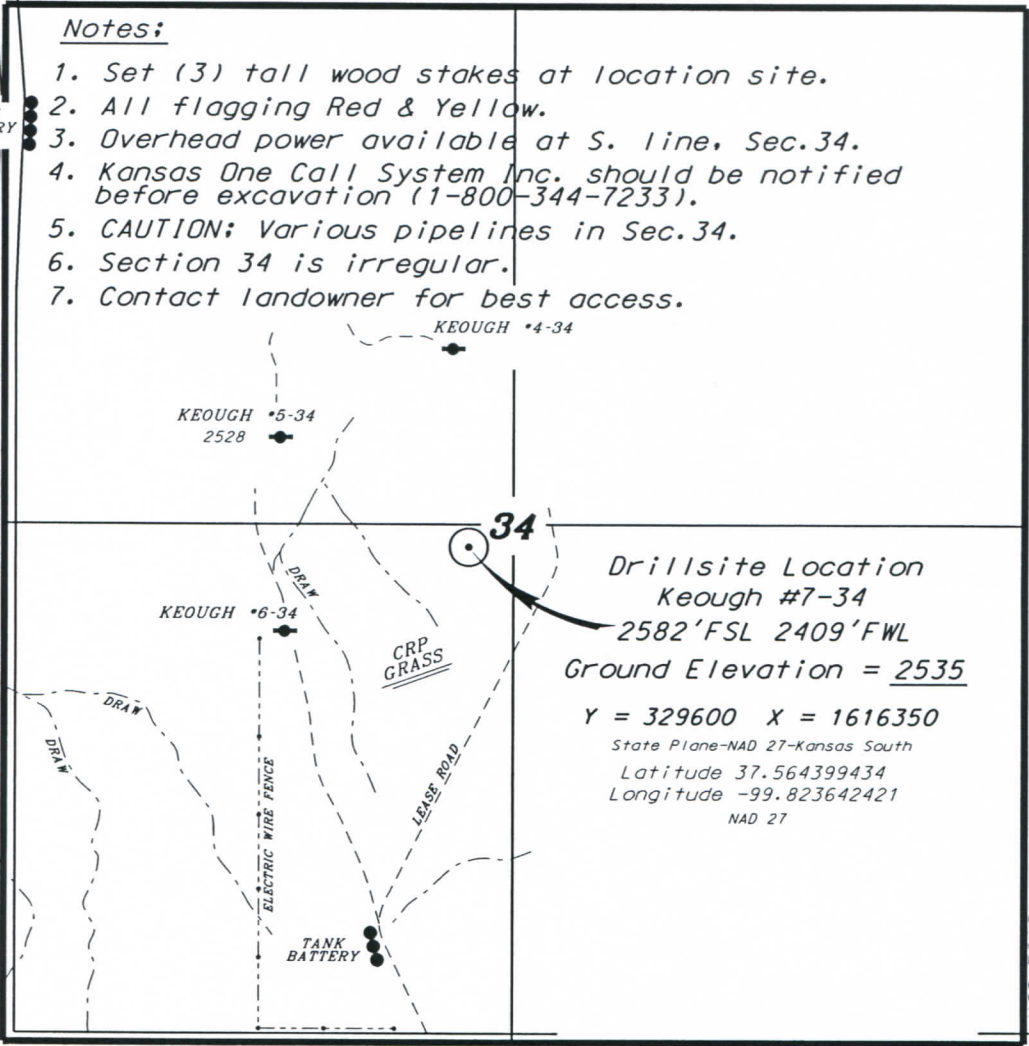 Notes:
1. Set (3) tall wood stakes at location site.
RY
2. All flagging Red & Yellow.
3. Overhead power available at S. line, Sec.34.
4. Kansas One Call System Inc. should be notified
before excavation (1-800-344-7233).
5. CAUTION: Various pipelines in Sec.34.
6. Section 34 is irregular.
7. Contact landowner for best access.
KEOUGH #4-34
KEOUGH #5-34
2528
34
Drillsite Location
Keough #7-34
2582'FSL 2409'FWL
Ground Elevation = 2535
Y = 329600 X = 1616350
State Plane-NAD 27-Kansas South
Latitude 37.564399434
Longitude -99.823642421
NAD 27
DRAW
KEOUGH #6-34
CRP
GRASS
DRAW
DRAW
LEASE ROAD
ELECTRIC WIRE FENCE
TANK
BATTERY